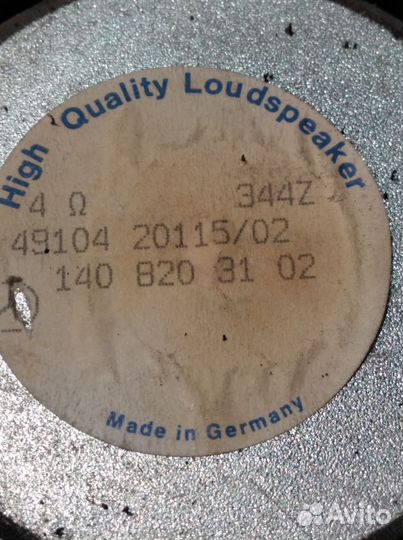 High Quality Loudspeaker
4 Ω 344Z
49104 20115/02
140 820 31 02
Made in Germany
Avito